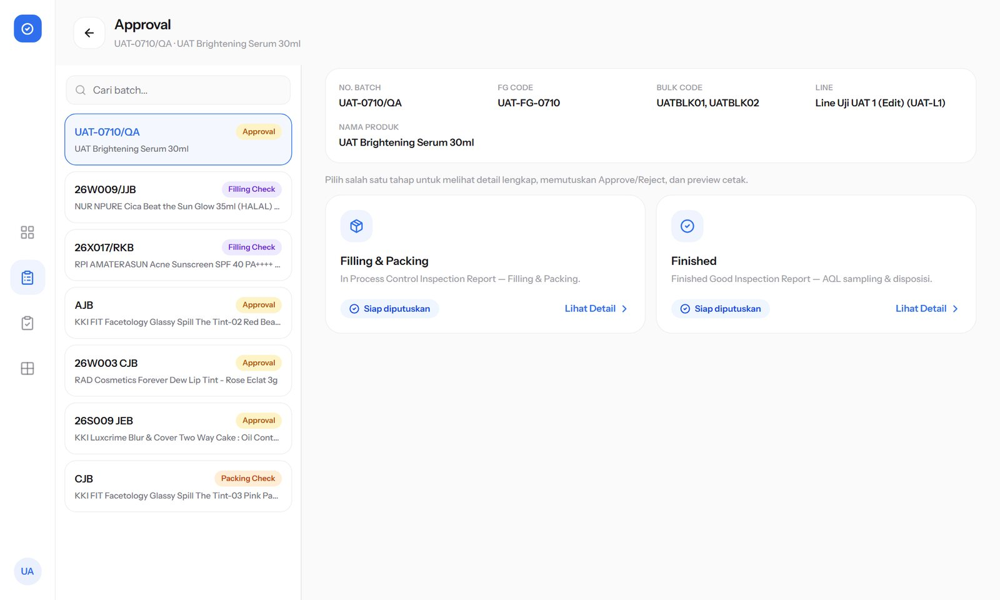 Approval
UAT-0710/QA · UAT Brightening Serum 30ml
Cari batch...
UAT-0710/QA
Approval
UAT Brightening Serum 30ml
26W009/JJB
Filling Check
NUR NPURE Cica Beat the Sun Glow 35ml (HALAL) ...
26X017/RKB
Filling Check
RPI AMATERASUN Acne Sunscreen SPF 40 PA++++ ...
AJB
Approval
KKI FIT Facetology Glassy Spill The Tint-02 Red Bea...
26W003 CJB
Approval
RAD Cosmetics Forever Dew Lip Tint - Rose Eclat 3g
26S009 JEB
Approval
KKI Luxcrime Blur & Cover Two Way Cake : Oil Cont...
CJB
Packing Check
KKI FIT Facetology Glassy Spill The Tint-03 Pink Pa...
UA
NO. BATCH
UAT-0710/QA
FG CODE
UAT-FG-0710
BULK CODE
UATBLK01, UATBLK02
LINE
Line Uji UAT 1 (Edit) (UAT-L1)
NAMA PRODUK
UAT Brightening Serum 30ml
Pilih salah satu tahap untuk melihat detail lengkap, memutuskan Approve/Reject, dan preview cetak.
Filling & Packing
In Process Control Inspection Report — Filling & Packing.
Siap diputuskan
Lihat Detail
Finished
Finished Good Inspection Report — AQL sampling & disposisi.
Siap diputuskan
Lihat Detail